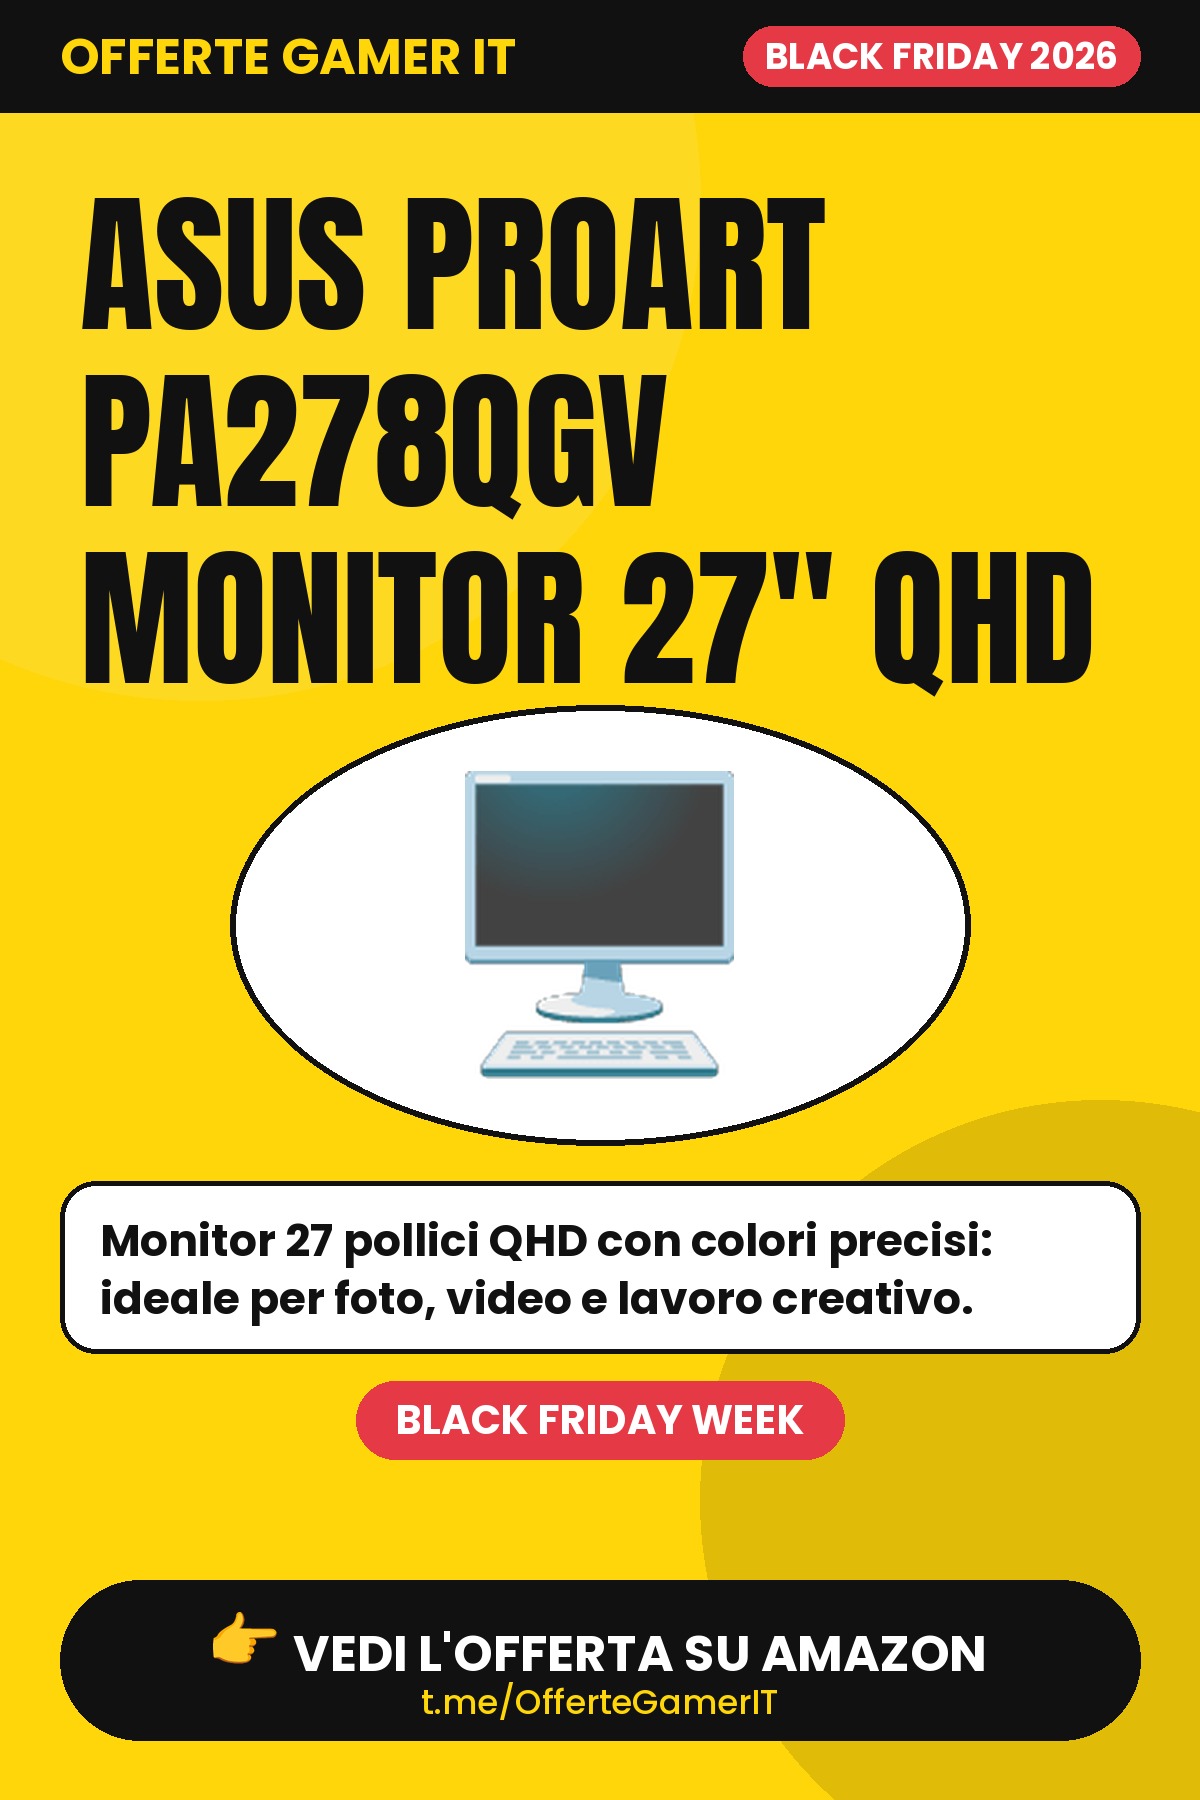 OFFERTE GAMER IT
BLACK FRIDAY 2026
ASUS PROART
PA278QGV
MONITOR 27" QHD
Monitor 27 pollici QHD con colori precisi:
ideale per foto, video e lavoro creativo.
BLACK FRIDAY WEEK
👉 VEDI L'OFFERTA SU AMAZON
t.me/OfferteGamerIT